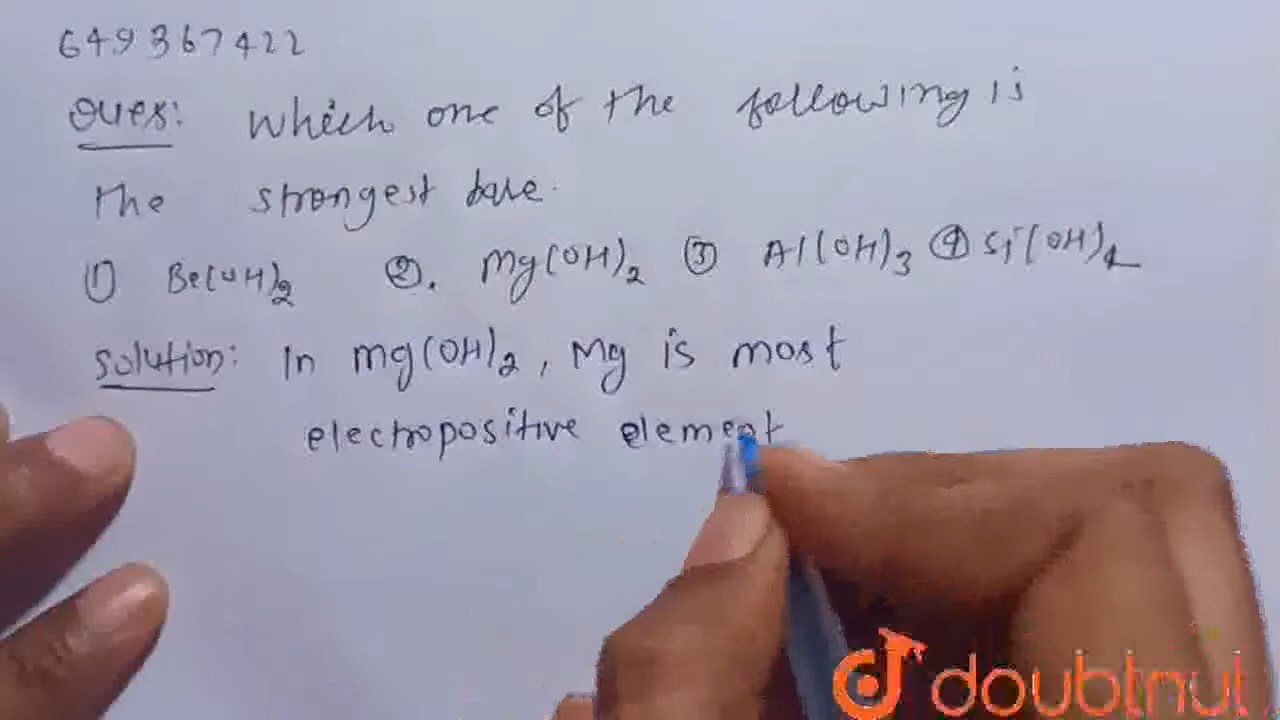 649367422
Ques: Which one of the following is
the strongest base.
① Be(OH)2 ②. Mg(OH)2 ③ Al(OH)3 ④ Si(OH)4
Solution: In mg(OH)2, Mg is most
electropositive element
doubtnut